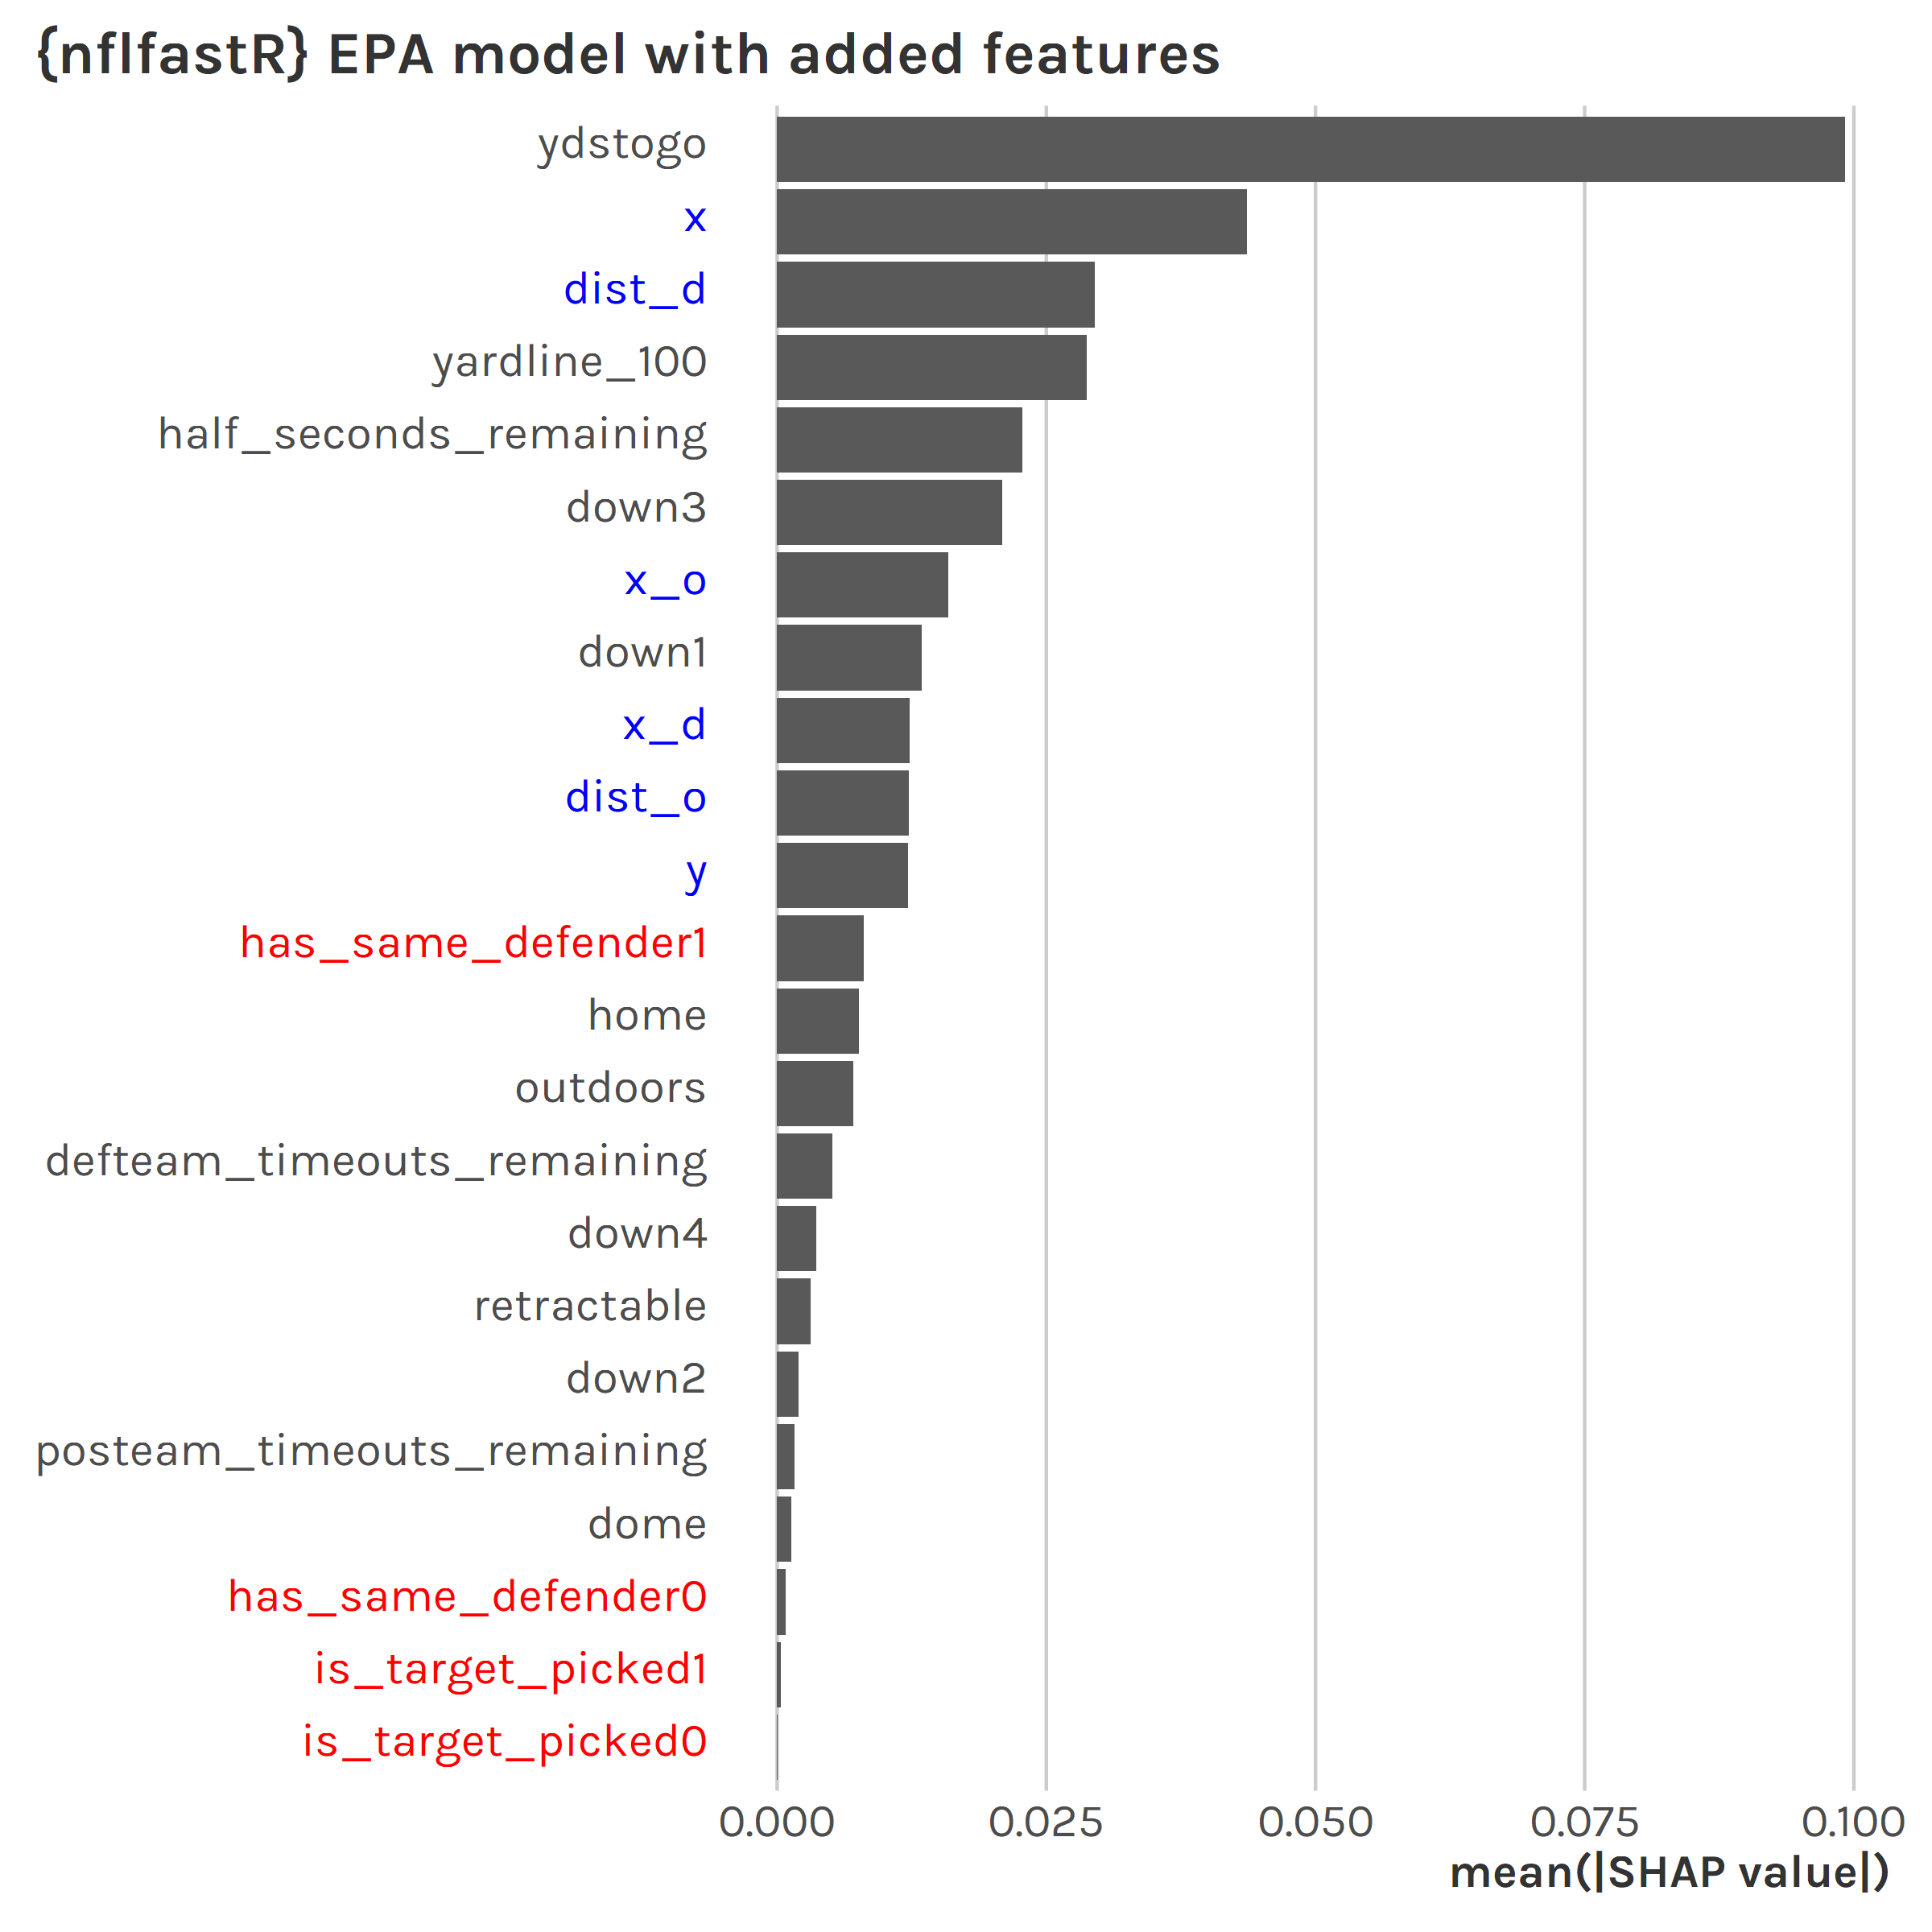 {nflfastR} EPA model with added features
ydstogo
x
dist_d
yardline_100
half_seconds_remaining
down3
x_o
down1
x_d
dist_o
y
has_same_defender1
home
outdoors
defteam_timeouts_remaining
down4
retractable
down2
posteam_timeouts_remaining
dome
has_same_defender0
is_target_picked1
is_target_picked0
0.000 0.025 0.050 0.075 0.100
mean(|SHAP value|)